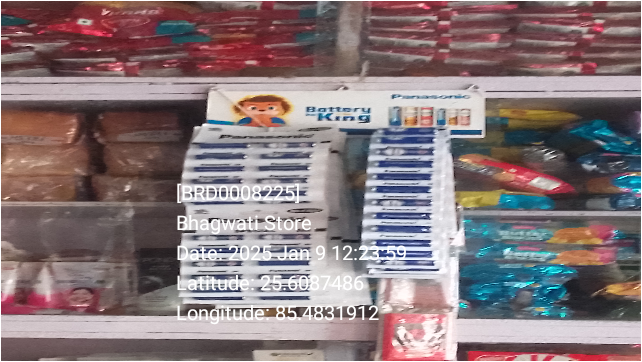 Panasonic
Battery
King
Panasonic
[BRD0008225]
Bhagwati Store
Date: 2025 Jan 9 12:23:59
Latitude: 25.6087486
Longitude: 85.4831912